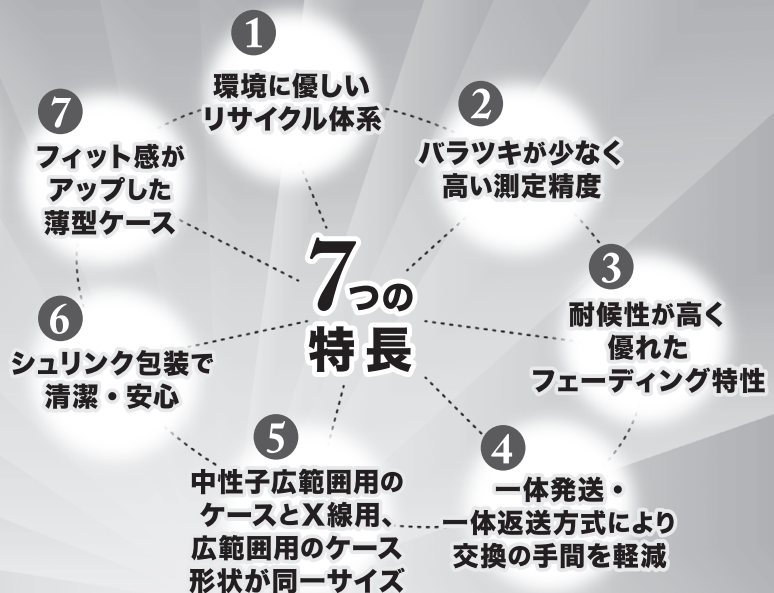 7つの
特長
1
環境に優しい
リサイクル体系
2
バラツキが少なく
高い測定精度
3
耐候性が高く
優れた
フェーディング特性
4
一体発送・
一体返送方式により
交換の手間を軽減
5
中性子広範囲用の
ケースとX線用、
広範囲用のケース
形状が同一サイズ
6
シュリンク包装で
清潔・安心
7
フィット感が
アップした
薄型ケース